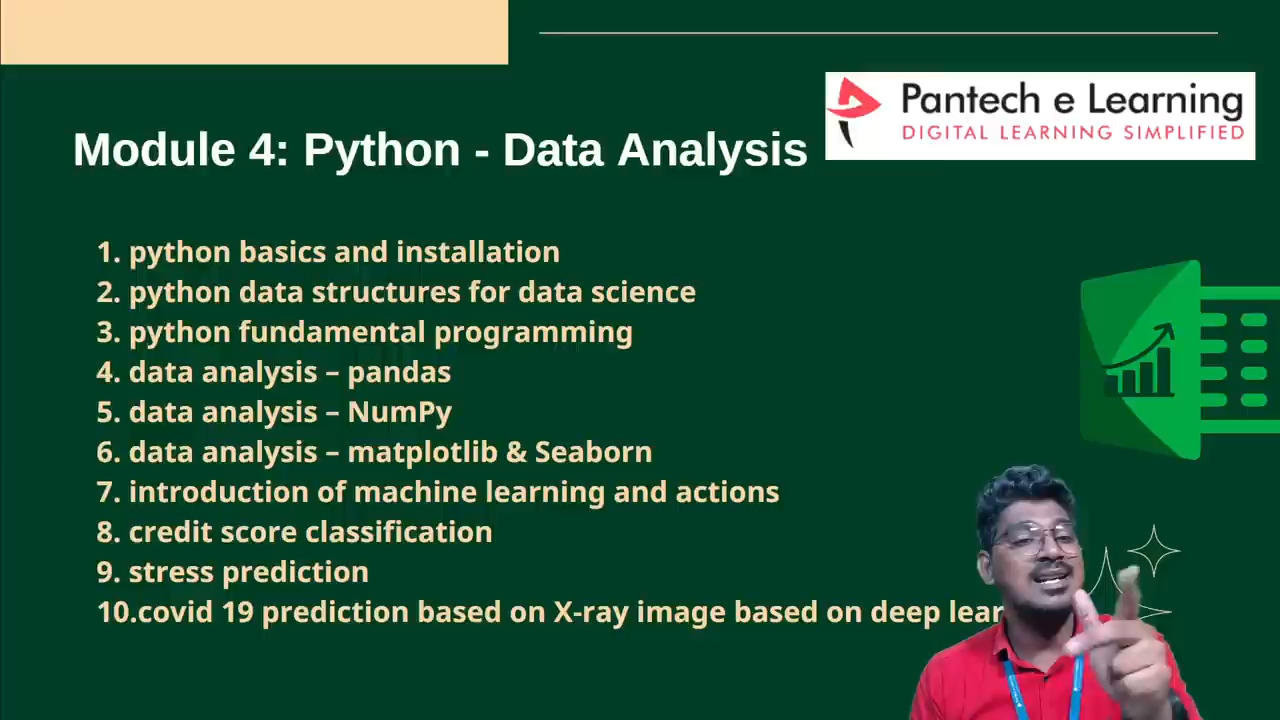 Pantech e Learning
DIGITAL LEARNING SIMPLIFIED
Module 4: Python - Data Analysis
1. python basics and installation
2. python data structures for data science
3. python fundamental programming
4. data analysis – pandas
5. data analysis – NumPy
6. data analysis – matplotlib & Seaborn
7. introduction of machine learning and actions
8. credit score classification
9. stress prediction
10.covid 19 prediction based on X-ray image based on deep